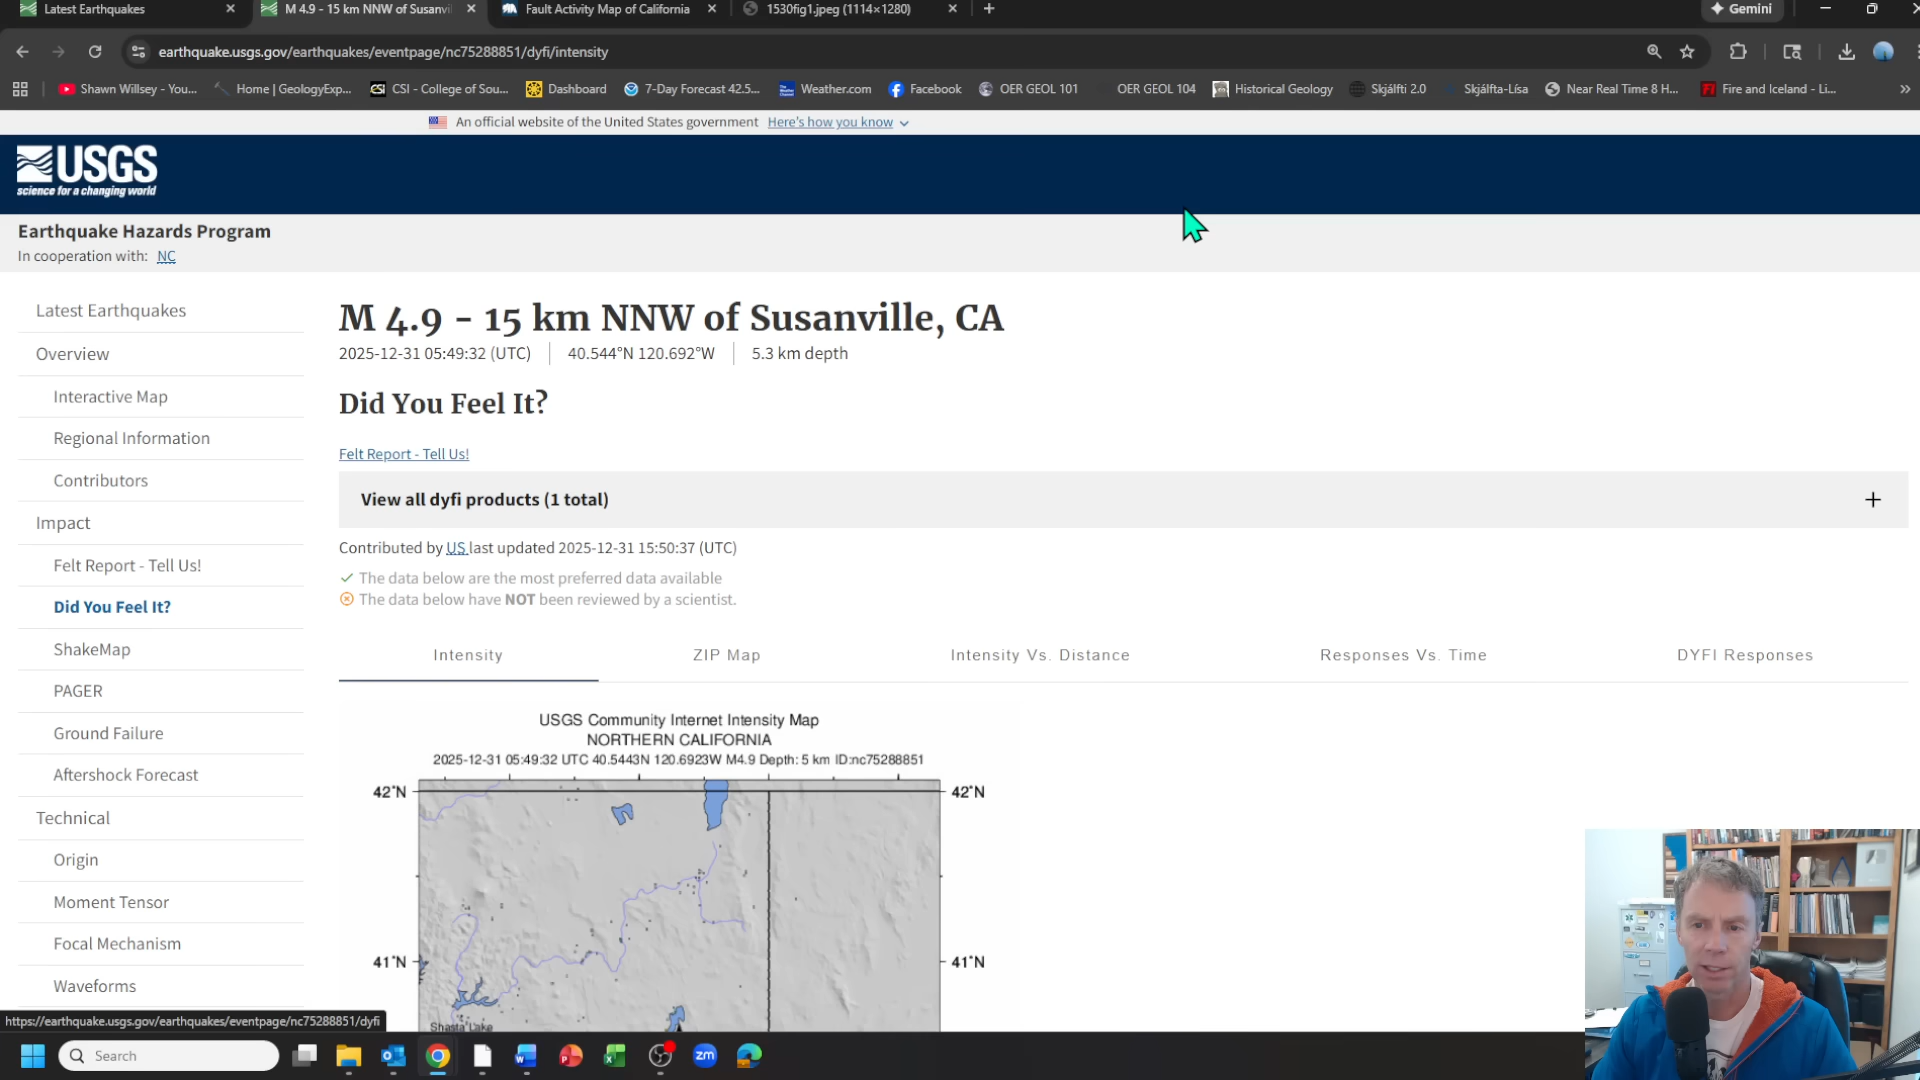 Latest Earthquakes
M 4.9 - 15 km NNW of Susanvil
Fault Activity Map of California
1530fig1.jpeg (1114×1280)
Gemini
earthquake.usgs.gov/earthquakes/eventpage/nc75288851/dyfi/intensity
Shawn Willsey - You...
Home | GeologyExp...
CSI - College of Sou...
Dashboard
7-Day Forecast 42.5...
Weather.com
Facebook
OER GEOL 101
OER GEOL 104
Historical Geology
Skjálfti 2.0
Skjálfta-Lísa
Near Real Time 8 H...
Fire and Iceland - Li...
An official website of the United States government Here's how you know
USGS
science for a changing world
Earthquake Hazards Program
In cooperation with: NC
Latest Earthquakes
Overview
Interactive Map
Regional Information
Contributors
Impact
Felt Report - Tell Us!
Did You Feel It?
ShakeMap
PAGER
Ground Failure
Aftershock Forecast
Technical
Origin
Moment Tensor
Focal Mechanism
Waveforms
M 4.9 - 15 km NNW of Susanville, CA
2025-12-31 05:49:32 (UTC)
40.544°N 120.692°W
5.3 km depth
Did You Feel It?
Felt Report - Tell Us!
View all dyfi products (1 total)
Contributed by US last updated 2025-12-31 15:50:37 (UTC)
The data below are the most preferred data available
The data below have NOT been reviewed by a scientist.
Intensity
ZIP Map
Intensity Vs. Distance
Responses Vs. Time
DYFI Responses
USGS Community Internet Intensity Map
NORTHERN CALIFORNIA
2025-12-31 05:49:32 UTC 40.5443N 120.6923W M4.9 Depth: 5 km ID:nc75288851
42°N
42°N
41°N
41°N
Shasta Lake
https://earthquake.usgs.gov/earthquakes/eventpage/nc75288851/dyfi
Search
zm